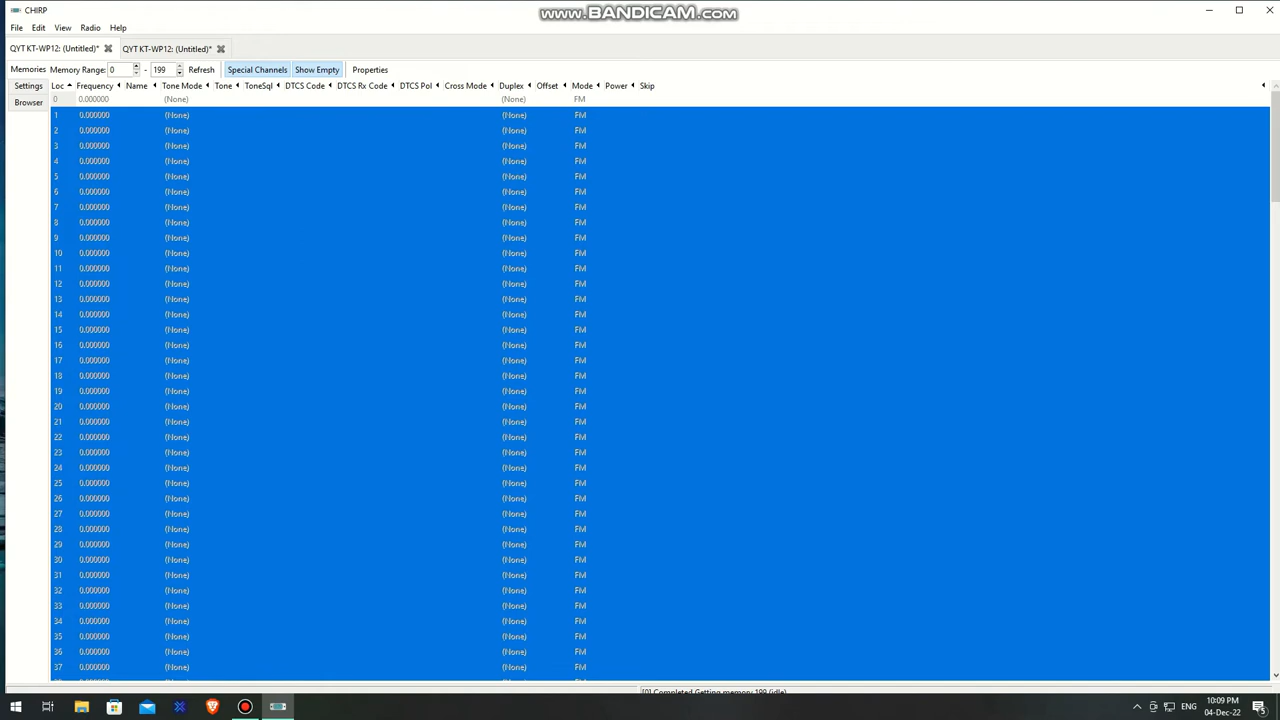 CHIRP
www.BANDICAM.com
File Edit View Radio Help
QYT KT-WP12: (Untitled)* QYT KT-WP12: (Untitled)*
Memories Memory Range: 0 - 199 Refresh Special Channels Show Empty Properties
Settings Loc Frequency Name Tone Mode Tone ToneSql DTCS Code DTCS Rx Code DTCS Pol Cross Mode Duplex Offset Mode Power Skip
Browser 0 0.000000 (None) (None) FM
1 0.000000 (None) (None) FM
2 0.000000 (None) (None) FM
3 0.000000 (None) (None) FM
4 0.000000 (None) (None) FM
5 0.000000 (None) (None) FM
6 0.000000 (None) (None) FM
7 0.000000 (None) (None) FM
8 0.000000 (None) (None) FM
9 0.000000 (None) (None) FM
10 0.000000 (None) (None) FM
11 0.000000 (None) (None) FM
12 0.000000 (None) (None) FM
13 0.000000 (None) (None) FM
14 0.000000 (None) (None) FM
15 0.000000 (None) (None) FM
16 0.000000 (None) (None) FM
17 0.000000 (None) (None) FM
18 0.000000 (None) (None) FM
19 0.000000 (None) (None) FM
20 0.000000 (None) (None) FM
21 0.000000 (None) (None) FM
22 0.000000 (None) (None) FM
23 0.000000 (None) (None) FM
24 0.000000 (None) (None) FM
25 0.000000 (None) (None) FM
26 0.000000 (None) (None) FM
27 0.000000 (None) (None) FM
28 0.000000 (None) (None) FM
29 0.000000 (None) (None) FM
30 0.000000 (None) (None) FM
31 0.000000 (None) (None) FM
32 0.000000 (None) (None) FM
33 0.000000 (None) (None) FM
34 0.000000 (None) (None) FM
35 0.000000 (None) (None) FM
36 0.000000 (None) (None) FM
37 0.000000 (None) (None) FM
[0] Completed Getting memory 199 (idle)
ENG 10:09 PM
04-Dec-22
5